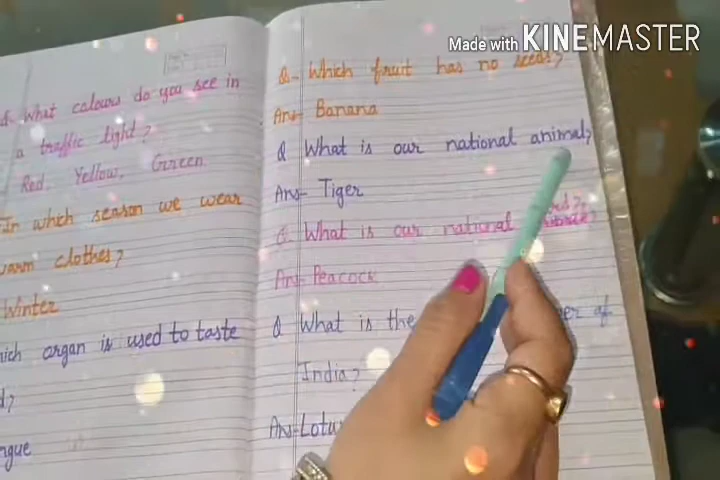 Made with KINEMASTER
Q. What colours do you see in
a traffic light?
Red, Yellow, Green
In which season we wear
warm clothes?
Winter
organ is used to taste
Q- Which fruit has no seeds?
Ans- Banana
Q What is our national animal?
Ans- Tiger
Q. What is our national
Ans- Peacock
Q What is the of
India?
Ans- Lotus